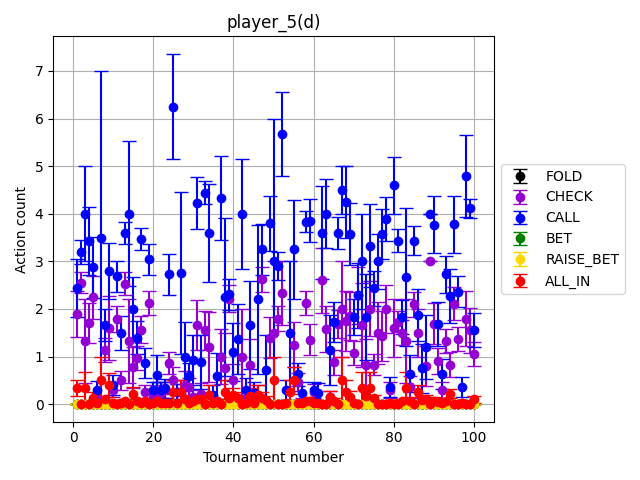 player_5(d)
Action count
7
6
5
4
3
2
1
0
0 20 40 60 80 100
Tournament number
FOLD
CHECK
CALL
BET
RAISE_BET
ALL_IN